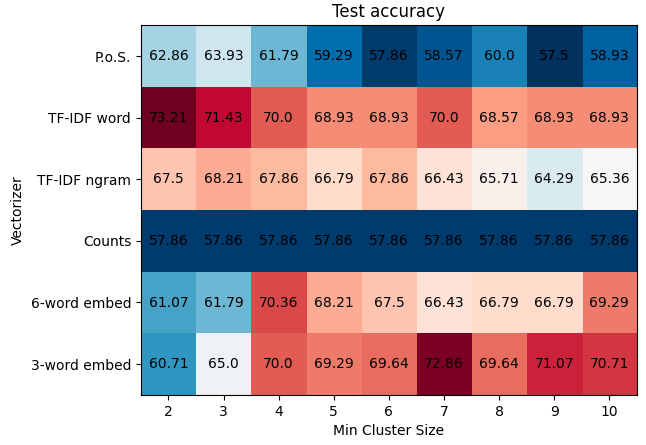 Test accuracy
P.o.S. 62.86 63.93 61.79 59.29 57.86 58.57 60.0 57.5 58.93
TF-IDF word 73.21 71.43 70.0 68.93 68.93 70.0 68.57 68.93 68.93
TF-IDF ngram 67.5 68.21 67.86 66.79 67.86 66.43 65.71 64.29 65.36
Vectorizer
Counts 57.86 57.86 57.86 57.86 57.86 57.86 57.86 57.86 57.86
6-word embed 61.07 61.79 70.36 68.21 67.5 66.43 66.79 66.79 69.29
3-word embed 60.71 65.0 70.0 69.29 69.64 72.86 69.64 71.07 70.71
2 3 4 5 6 7 8 9 10
Min Cluster Size